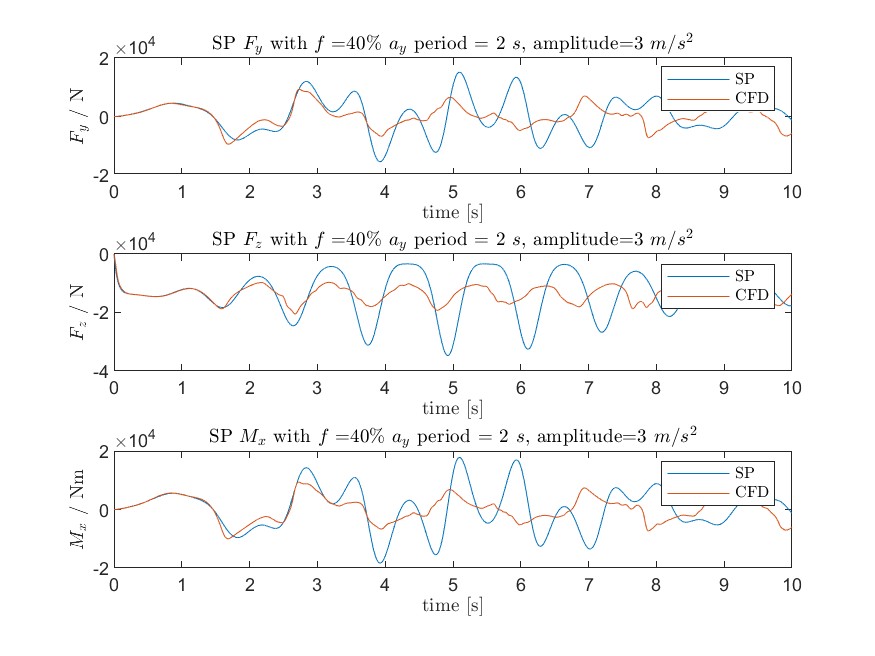 SP F_y with f =40% a_y period = 2 s, amplitude=3 m/s^2
×10^4
2
0
-2
F_y / N
SP
CFD
0 1 2 3 4 5 6 7 8 9 10
time [s]
SP F_z with f =40% a_y period = 2 s, amplitude=3 m/s^2
×10^4
0
-2
-4
F_z / N
SP
CFD
0 1 2 3 4 5 6 7 8 9 10
time [s]
SP M_x with f =40% a_y period = 2 s, amplitude=3 m/s^2
×10^4
2
0
-2
M_x / Nm
SP
CFD
0 1 2 3 4 5 6 7 8 9 10
time [s]